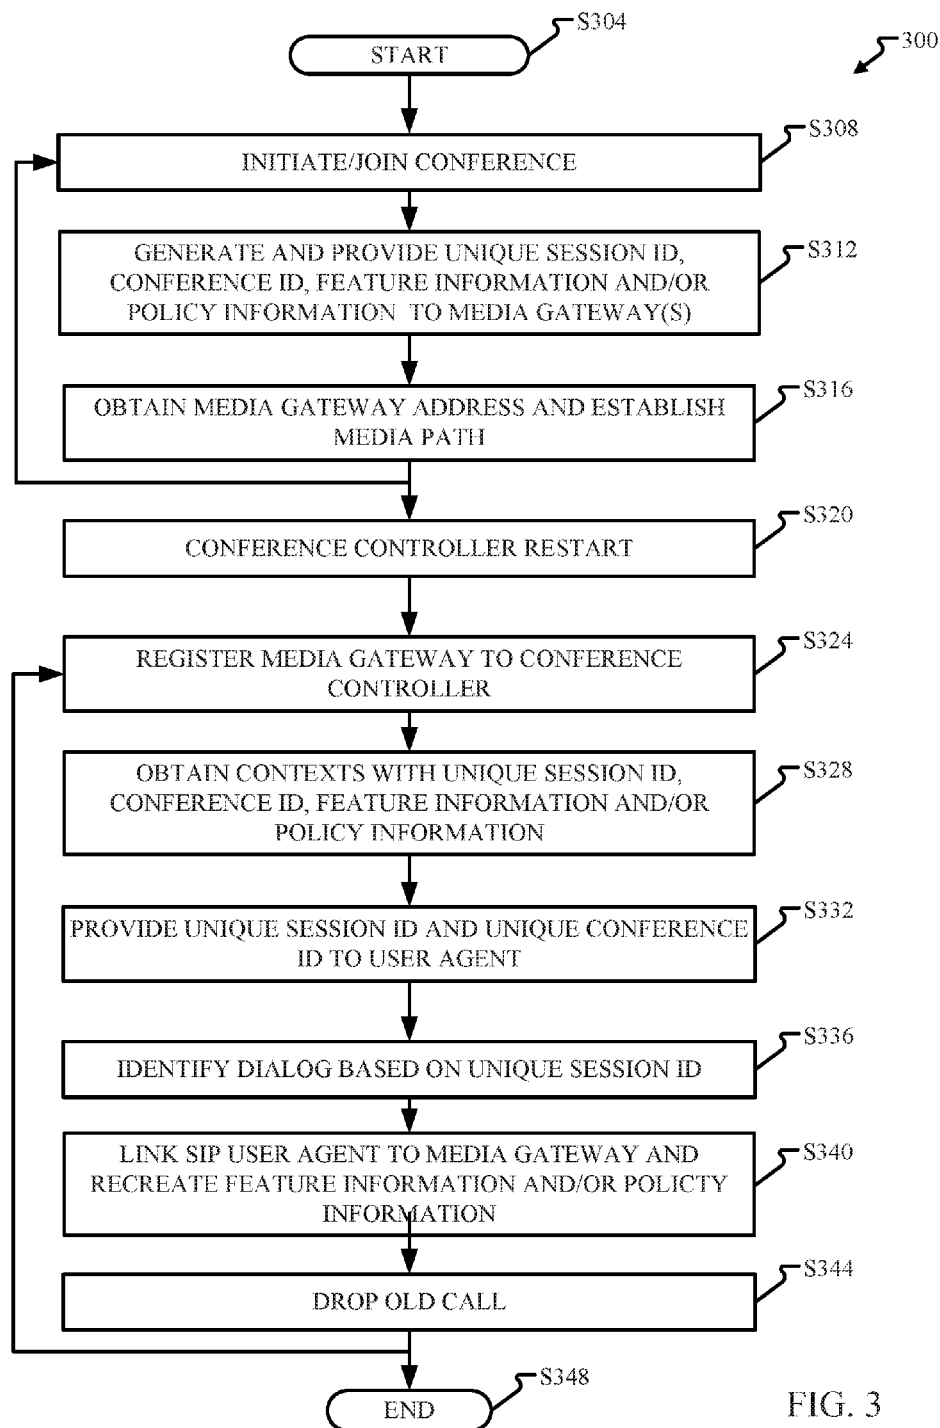 START
S304
300
INITIATE/JOIN CONFERENCE
S308
GENERATE AND PROVIDE UNIQUE SESSION ID,
CONFERENCE ID, FEATURE INFORMATION AND/OR
POLICY INFORMATION TO MEDIA GATEWAY(S)
S312
OBTAIN MEDIA GATEWAY ADDRESS AND ESTABLISH
MEDIA PATH
S316
CONFERENCE CONTROLLER RESTART
S320
REGISTER MEDIA GATEWAY TO CONFERENCE
CONTROLLER
S324
OBTAIN CONTEXTS WITH UNIQUE SESSION ID,
CONFERENCE ID, FEATURE INFORMATION AND/OR
POLICY INFORMATION
S328
PROVIDE UNIQUE SESSION ID AND UNIQUE CONFERENCE
ID TO USER AGENT
S332
IDENTIFY DIALOG BASED ON UNIQUE SESSION ID
S336
LINK SIP USER AGENT TO MEDIA GATEWAY AND
RECREATE FEATURE INFORMATION AND/OR POLICTY
INFORMATION
S340
DROP OLD CALL
S344
END
S348
FIG. 3